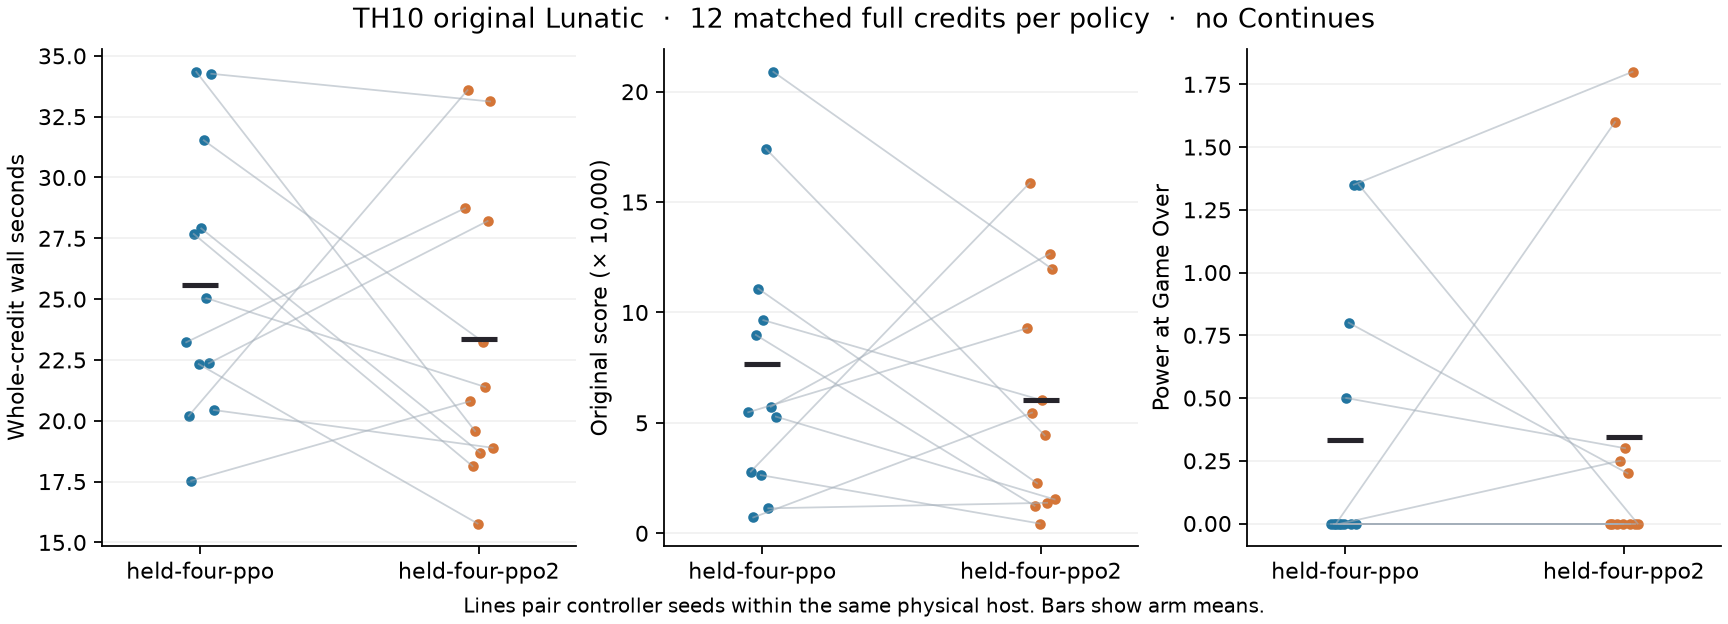 TH10 original Lunatic · 12 matched full credits per policy · no Continues
Whole-credit wall seconds
35.0
32.5
30.0
27.5
25.0
22.5
20.0
17.5
15.0
held-four-ppo
held-four-ppo2
Original score (× 10,000)
20
15
10
5
0
held-four-ppo
held-four-ppo2
Power at Game Over
1.75
1.50
1.25
1.00
0.75
0.50
0.25
0.00
held-four-ppo
held-four-ppo2
Lines pair controller seeds within the same physical host. Bars show arm means.